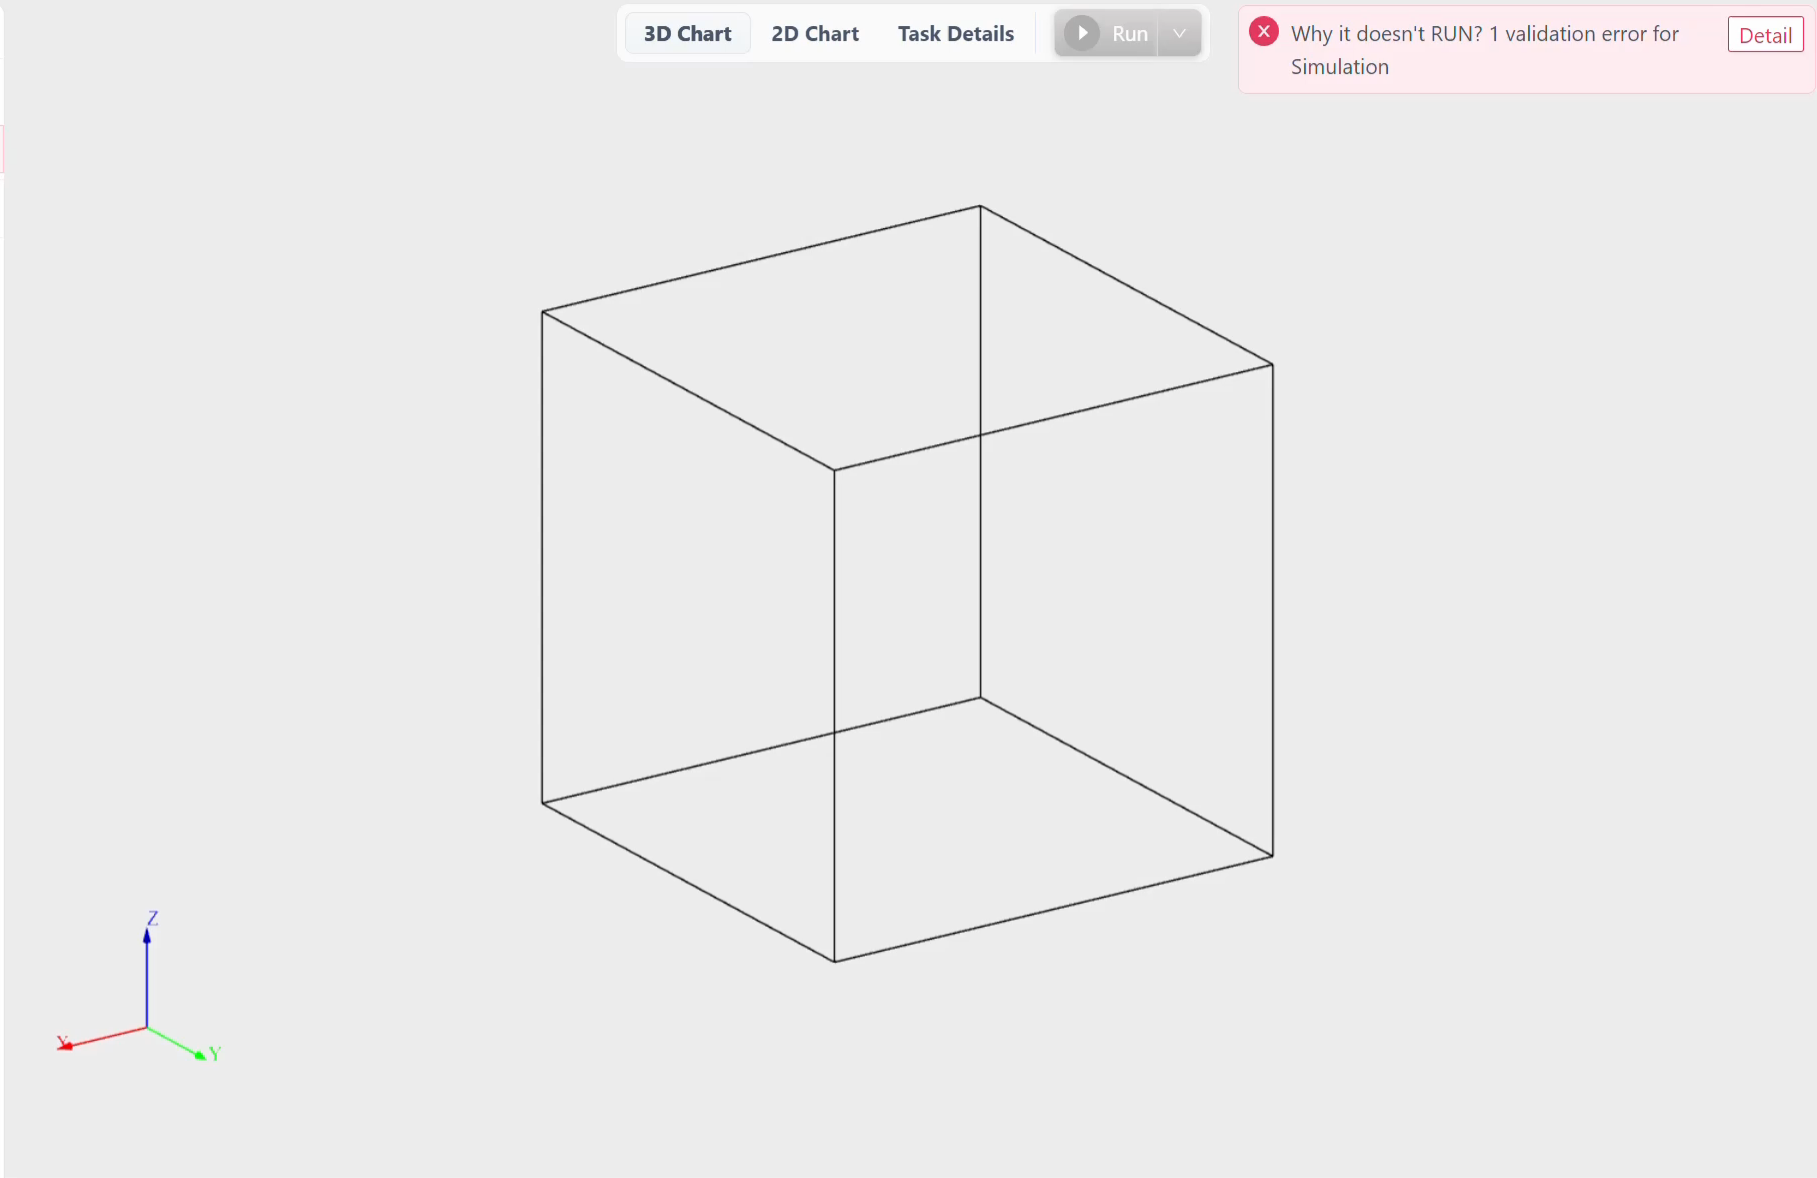 3D Chart
2D Chart
Task Details
Run
Why it doesn't RUN? 1 validation error for
Simulation
Detail
Z
X
Y